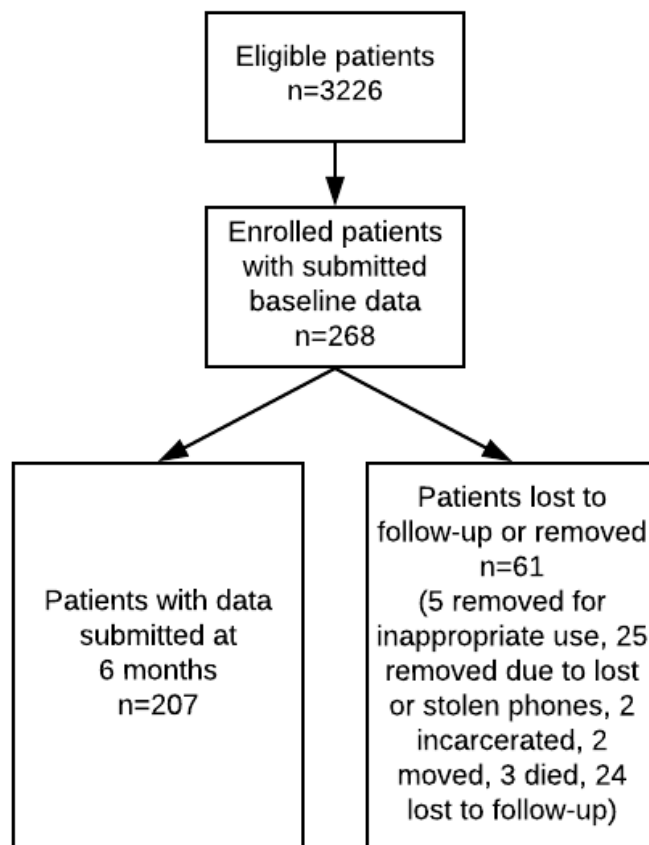 Eligible patients
n=3226
Enrolled patients
with submitted
baseline data
n=268
Patients with data
submitted at
6 months
n=207
Patients lost to
follow-up or removed
n=61
(5 removed for
inappropriate use, 25
removed due to lost
or stolen phones, 2
incarcerated, 2
moved, 3 died, 24
lost to follow-up)